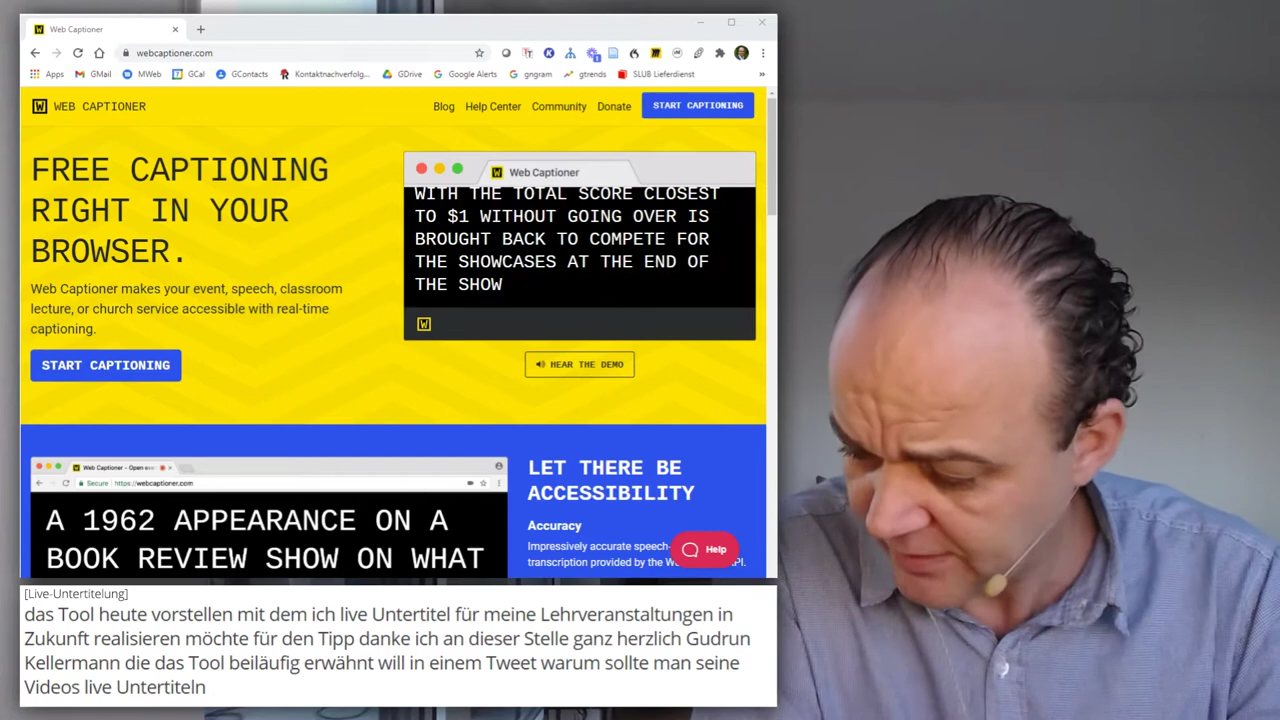 Web Captioner
webcaptioner.com
Apps GMail MWeb GCal GContacts Kontaktnachverfolg... GDrive Google Alerts gngram gtrends SLUB Lieferdienst
WEB CAPTIONER
Blog Help Center Community Donate START CAPTIONING
FREE CAPTIONING
RIGHT IN YOUR
BROWSER.
Web Captioner makes your event, speech, classroom
lecture, or church service accessible with real-time
captioning.
START CAPTIONING
Web Captioner
WITH THE TOTAL SCORE CLOSEST
TO $1 WITHOUT GOING OVER IS
BROUGHT BACK TO COMPETE FOR
THE SHOWCASES AT THE END OF
THE SHOW
HEAR THE DEMO
Web Captioner - Open eve
Secure https://webcaptioner.com
A 1962 APPEARANCE ON A
BOOK REVIEW SHOW ON WHAT
LET THERE BE
ACCESSIBILITY
Accuracy
Impressively accurate speech-
transcription provided by the
Help
[Live-Untertitelung]
das Tool heute vorstellen mit dem ich live Untertitel für meine Lehrveranstaltungen in
Zukunft realisieren möchte für den Tipp danke ich an dieser Stelle ganz herzlich Gudrun
Kellermann die das Tool beiläufig erwähnt will in einem Tweet warum sollte man seine
Videos live Untertiteln